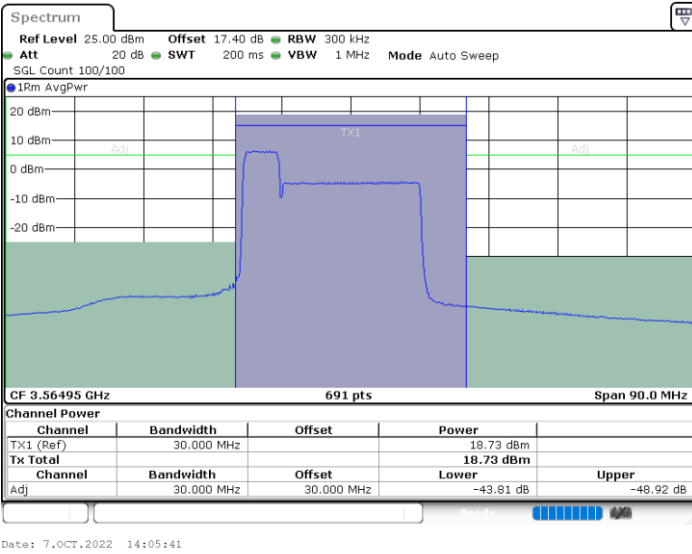 Spectrum
Ref Level 25.00 dBm Offset 17.40 dB RBW 300 kHz
Att 20 dB SWT 200 ms VBW 1 MHz Mode Auto Sweep
SGL Count 100/100
1Rm AvgPwr
20 dBm
TX1
10 dBm
Adj Adj
0 dBm
-10 dBm
-20 dBm
CF 3.56495 GHz 691 pts Span 90.0 MHz
Channel Power
Channel Bandwidth Offset Power
TX1 (Ref) 30.000 MHz 18.73 dBm
Tx Total 18.73 dBm
Channel Bandwidth Offset Lower Upper
Adj 30.000 MHz 30.000 MHz -43.81 dB -48.92 dB
Ready
Date: 7.OCT.2022 14:05:41